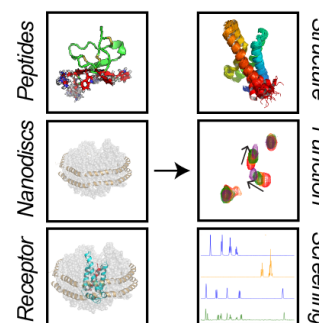 Peptides
Structure
Nanodiscs
Function
Receptor
Screening